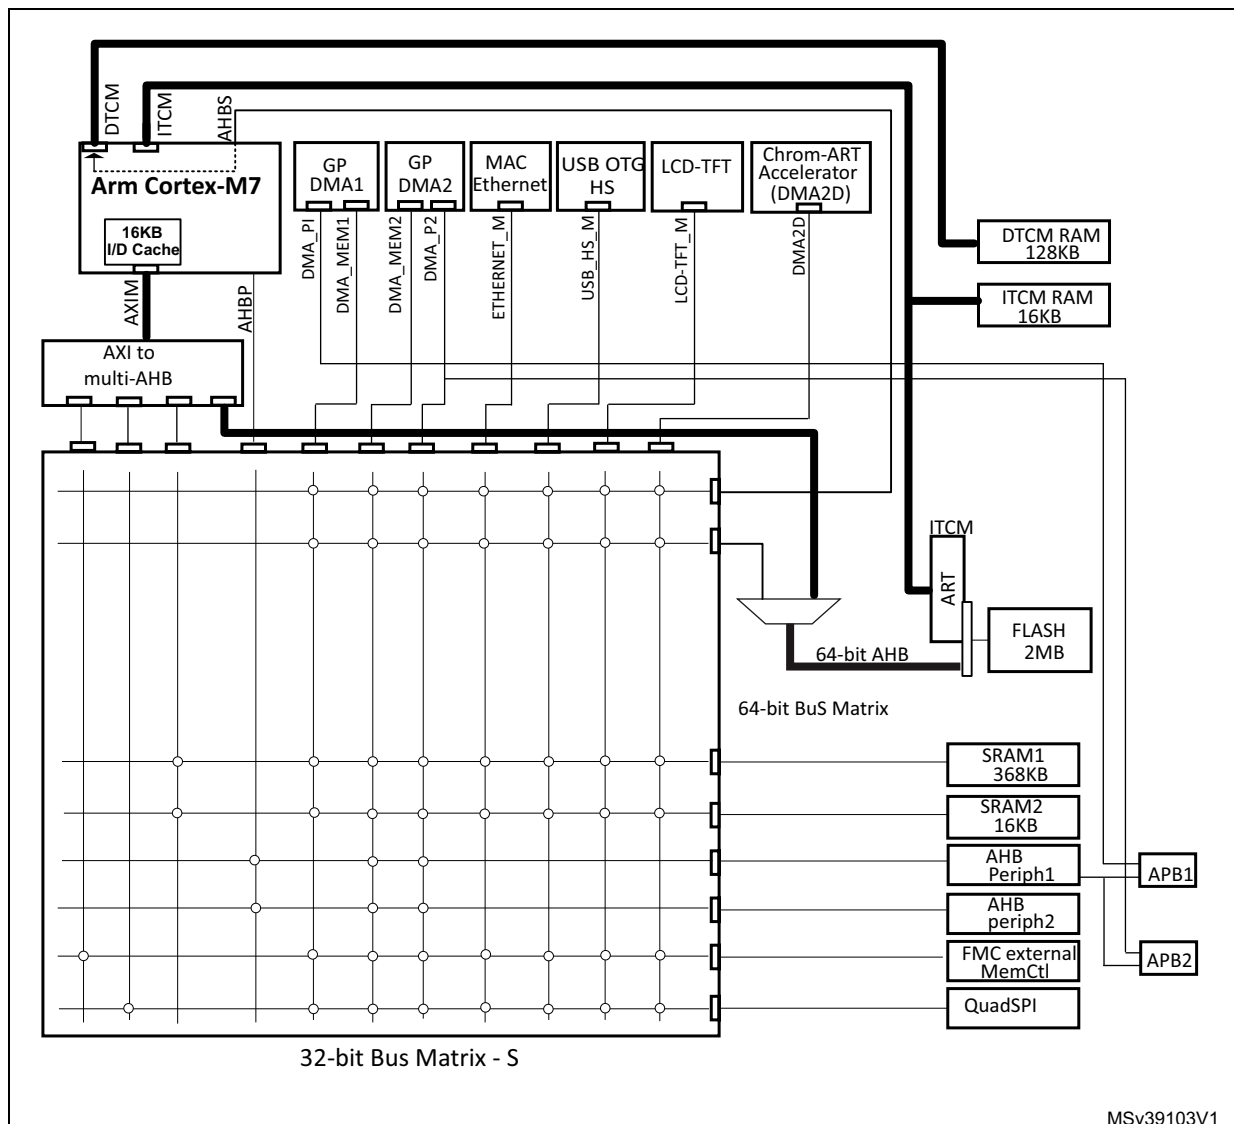 DTCM
ITCM
AHBS
Arm Cortex-M7
16KB
I/D Cache
GP
DMA1
GP
DMA2
MAC
Ethernet
USB OTG
HS
LCD-TFT
Chrom-ART
Accelerator
(DMA2D)
DTCM RAM
128KB
ITCM RAM
16KB
AXIM
AHBP
DMA_PI
DMA_MEM1
DMA_MEM2
DMA_P2
ETHERNET_M
USB_HS_M
LCD-TFT_M
DMA2D
AXI to
multi-AHB
ITCM
ART
FLASH
2MB
64-bit AHB
64-bit BuS Matrix
SRAM1
368KB
SRAM2
16KB
AHB
Periph1
APB1
AHB
periph2
FMC external
MemCtl
APB2
QuadSPI
32-bit Bus Matrix - S
MSv39103V1